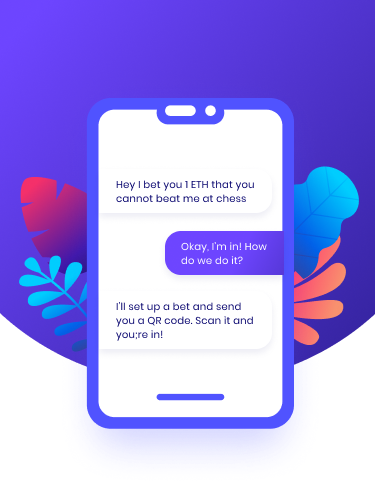 Hey I bet you 1 ETH that you
cannot beat me at chess
Okay, I'm in! How
do we do it?
I'll set up a bet and send
you a QR code. Scan it and
you;re in!